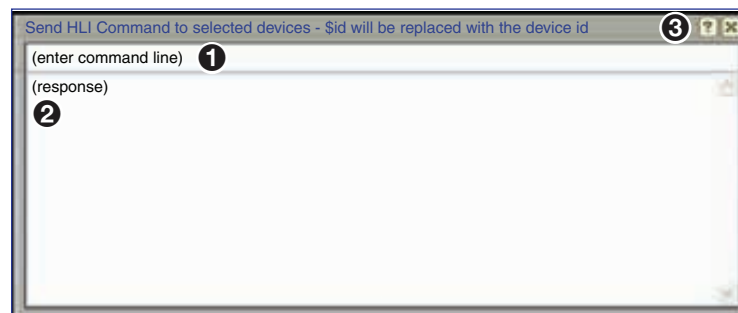 Send HLI Command to selected devices - $id will be replaced with the device id 3 ? X
(enter command line) 1
(response)
2